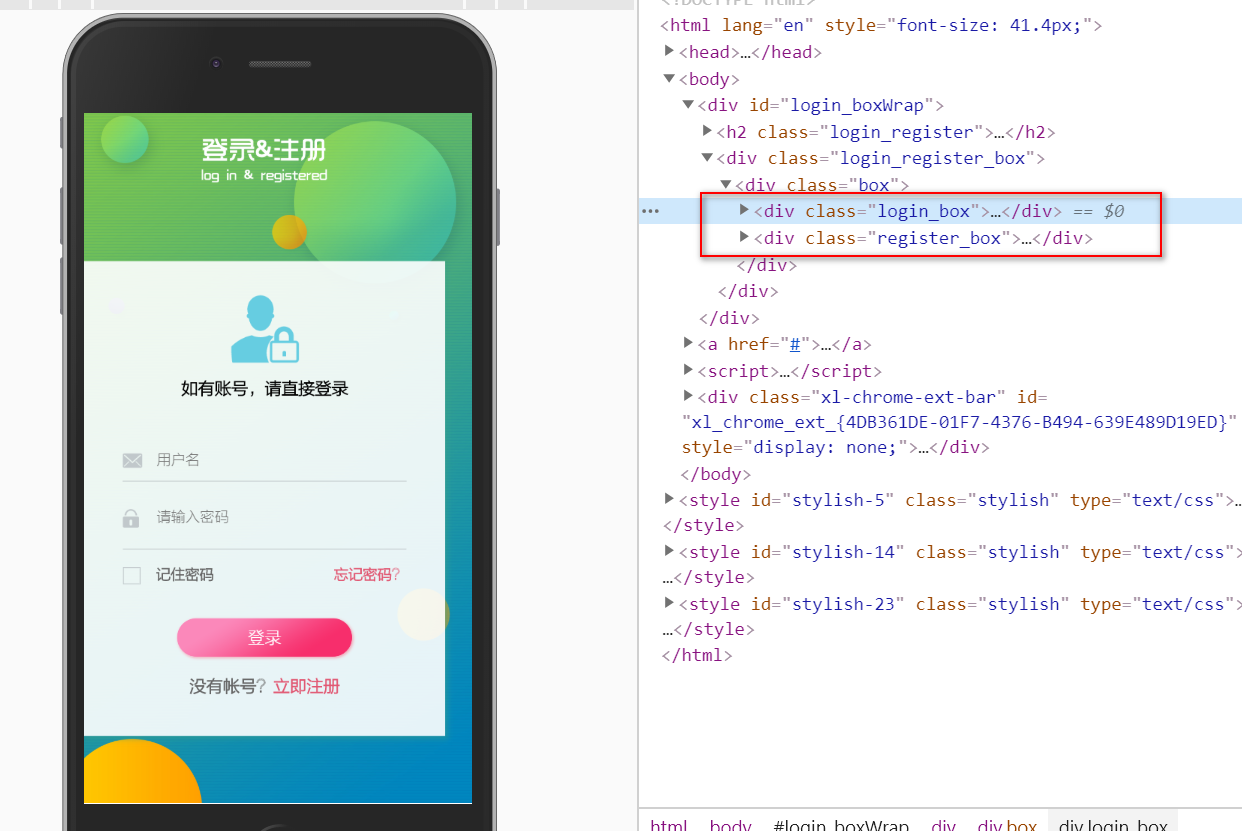 登录&注册
log in & registered
如有账号，请直接登录
用户名
请输入密码
记住密码 忘记密码?
登录
没有帐号? 立即注册
<!DOCTYPE html>
<html lang="en" style="font-size: 41.4px;">
<head>…</head>
<body>
<div id="login_boxWrap">
<h2 class="login_register">…</h2>
<div class="login_register_box">
<div class="box">
<div class="login_box">…</div> == $0
<div class="register_box">…</div>
</div>
</div>
</div>
<a href="#">…</a>
<script>…</script>
<div class="xl-chrome-ext-bar" id=
"xl_chrome_ext_{4DB361DE-01F7-4376-B494-639E489D19ED}"
style="display: none;">…</div>
</body>
<style id="stylish-5" class="stylish" type="text/css">…
</style>
<style id="stylish-14" class="stylish" type="text/css">
…</style>
<style id="stylish-23" class="stylish" type="text/css">
…</style>
</html>
html body #login_boxWrap div div.box div.login_box